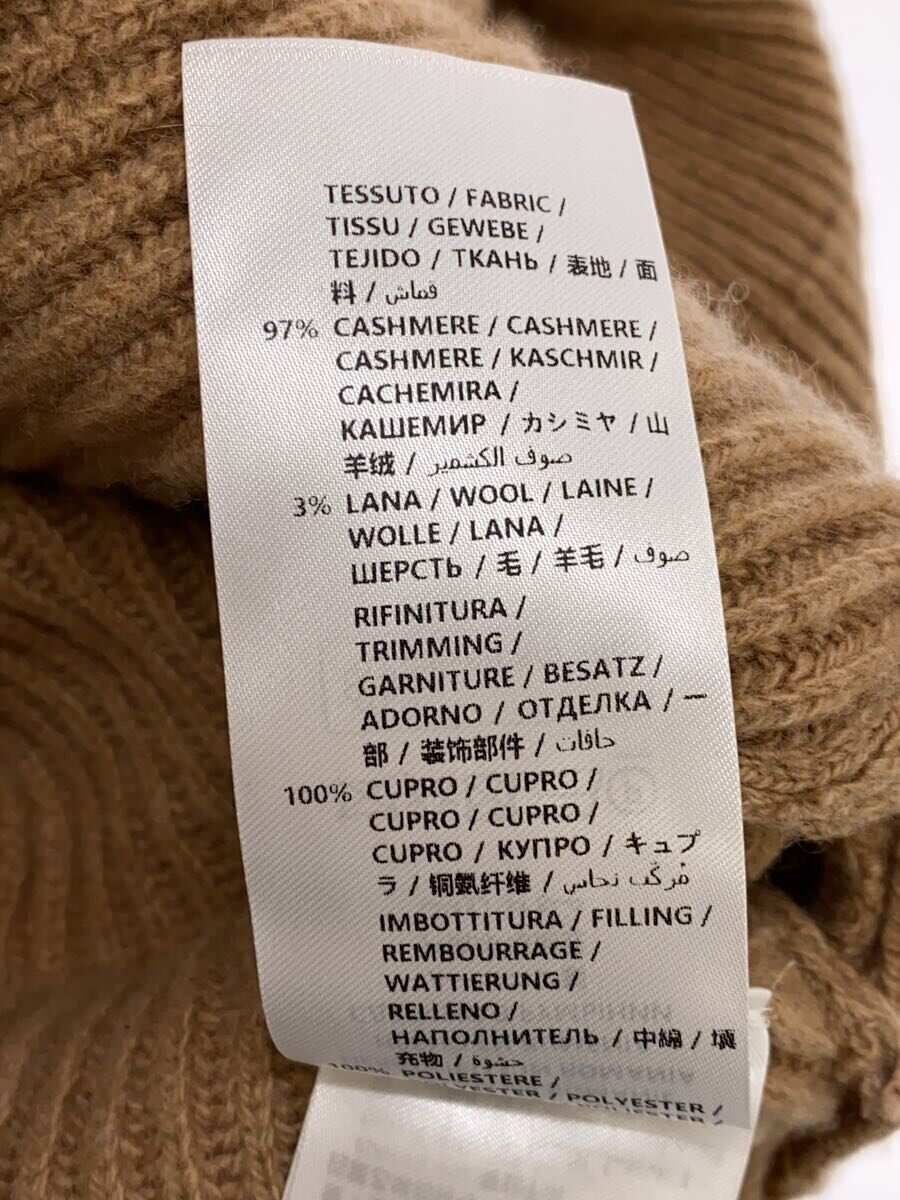 TESSUTO / FABRIC /
TISSU / GEWEBE /
TEJIDO / ТКАНЬ / 表地 / 面
料 / قماش
97% CASHMERE / CASHMERE /
CASHMERE / KASCHMIR /
CACHEMIRA /
КАШЕМИР / カシミヤ / 山
羊绒 / صوف الكشمير
3% LANA / WOOL / LAINE /
WOLLE / LANA /
ШЕРСТЬ / 毛 / 羊毛 / صوف
RIFINITURA /
TRIMMING /
GARNITURE / BESATZ /
ADORNO / ОТДЕЛКА / 一
部 / 装饰部件 / حافات
100% CUPRO / CUPRO /
CUPRO / CUPRO /
CUPRO / КУПРО / キュプ
ラ / 铜氨纤维 / مركب نحاس
IMBOTTITURA / FILLING /
REMBOURRAGE /
WATTIERUNG /
RELLENO /
НАПОЛНИТЕЛЬ / 中綿 / 填
充物 / حشوة
100% POLIESTERE /
POLYESTER /